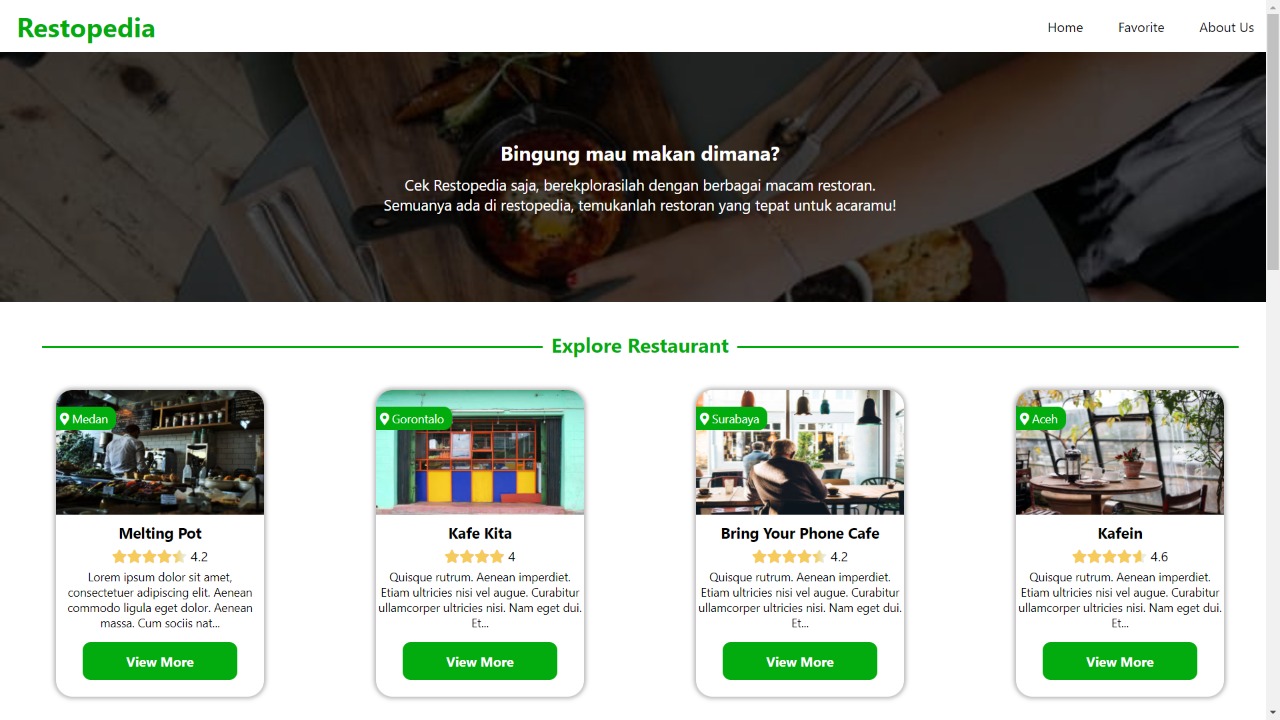 Restopedia
Home
Favorite
About Us
Bingung mau makan dimana?
Cek Restopedia saja, berekplorasilah dengan berbagai macam restoran.
Semuanya ada di restopedia, temukanlah restoran yang tepat untuk acaramu!
Explore Restaurant
Medan
Melting Pot
4.2
Lorem ipsum dolor sit amet,
consectetuer adipiscing elit. Aenean
commodo ligula eget dolor. Aenean
massa. Cum sociis nat...
View More
Gorontalo
Kafe Kita
4
Quisque rutrum. Aenean imperdiet.
Etiam ultricies nisi vel augue. Curabitur
ullamcorper ultricies nisi. Nam eget dui.
Et...
View More
Surabaya
Bring Your Phone Cafe
4.2
Quisque rutrum. Aenean imperdiet.
Etiam ultricies nisi vel augue. Curabitur
ullamcorper ultricies nisi. Nam eget dui.
Et...
View More
Aceh
Kafein
4.6
Quisque rutrum. Aenean imperdiet.
Etiam ultricies nisi vel augue. Curabitur
ullamcorper ultricies nisi. Nam eget dui.
Et...
View More